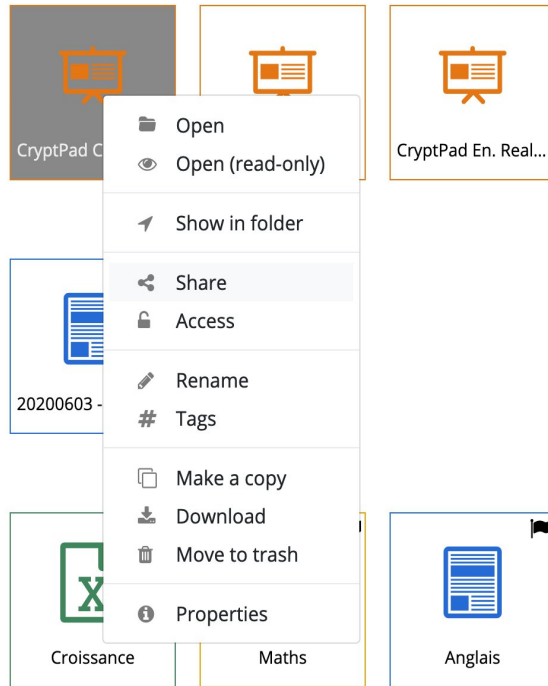 CryptPad C
CryptPad En. Real...
Open
Open (read-only)
Show in folder
Share
Access
Rename
Tags
Make a copy
Download
Move to trash
Properties
20200603 -
Croissance
Maths
Anglais